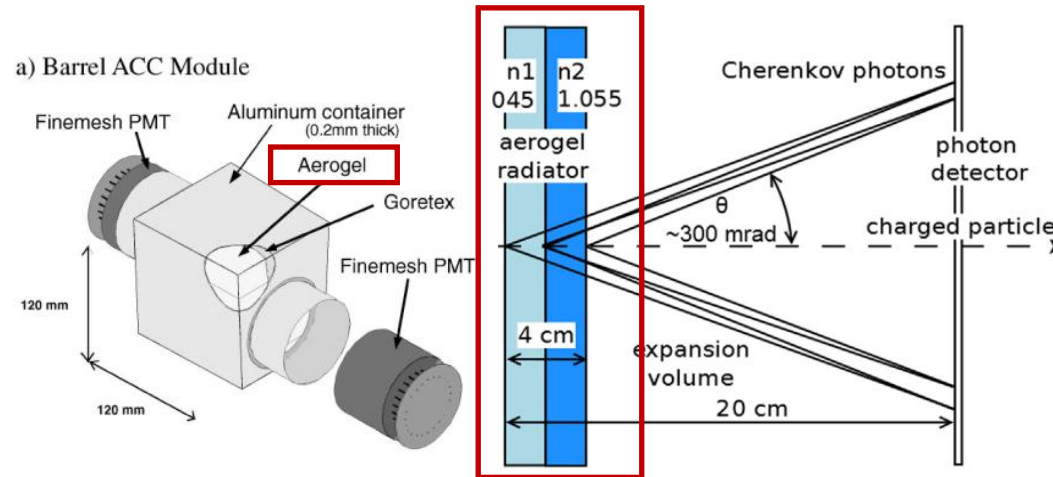 a) Barrel ACC Module
Finemesh PMT
Aluminum container
(0.2mm thick)
Aerogel
Goretex
Finemesh PMT
120 mm
120 mm
n1 n2
045 1.055
aerogel
radiator
4 cm
Cherenkov photons
photon
detector
θ
~300 mrad
charged particle
expansion
volume
20 cm